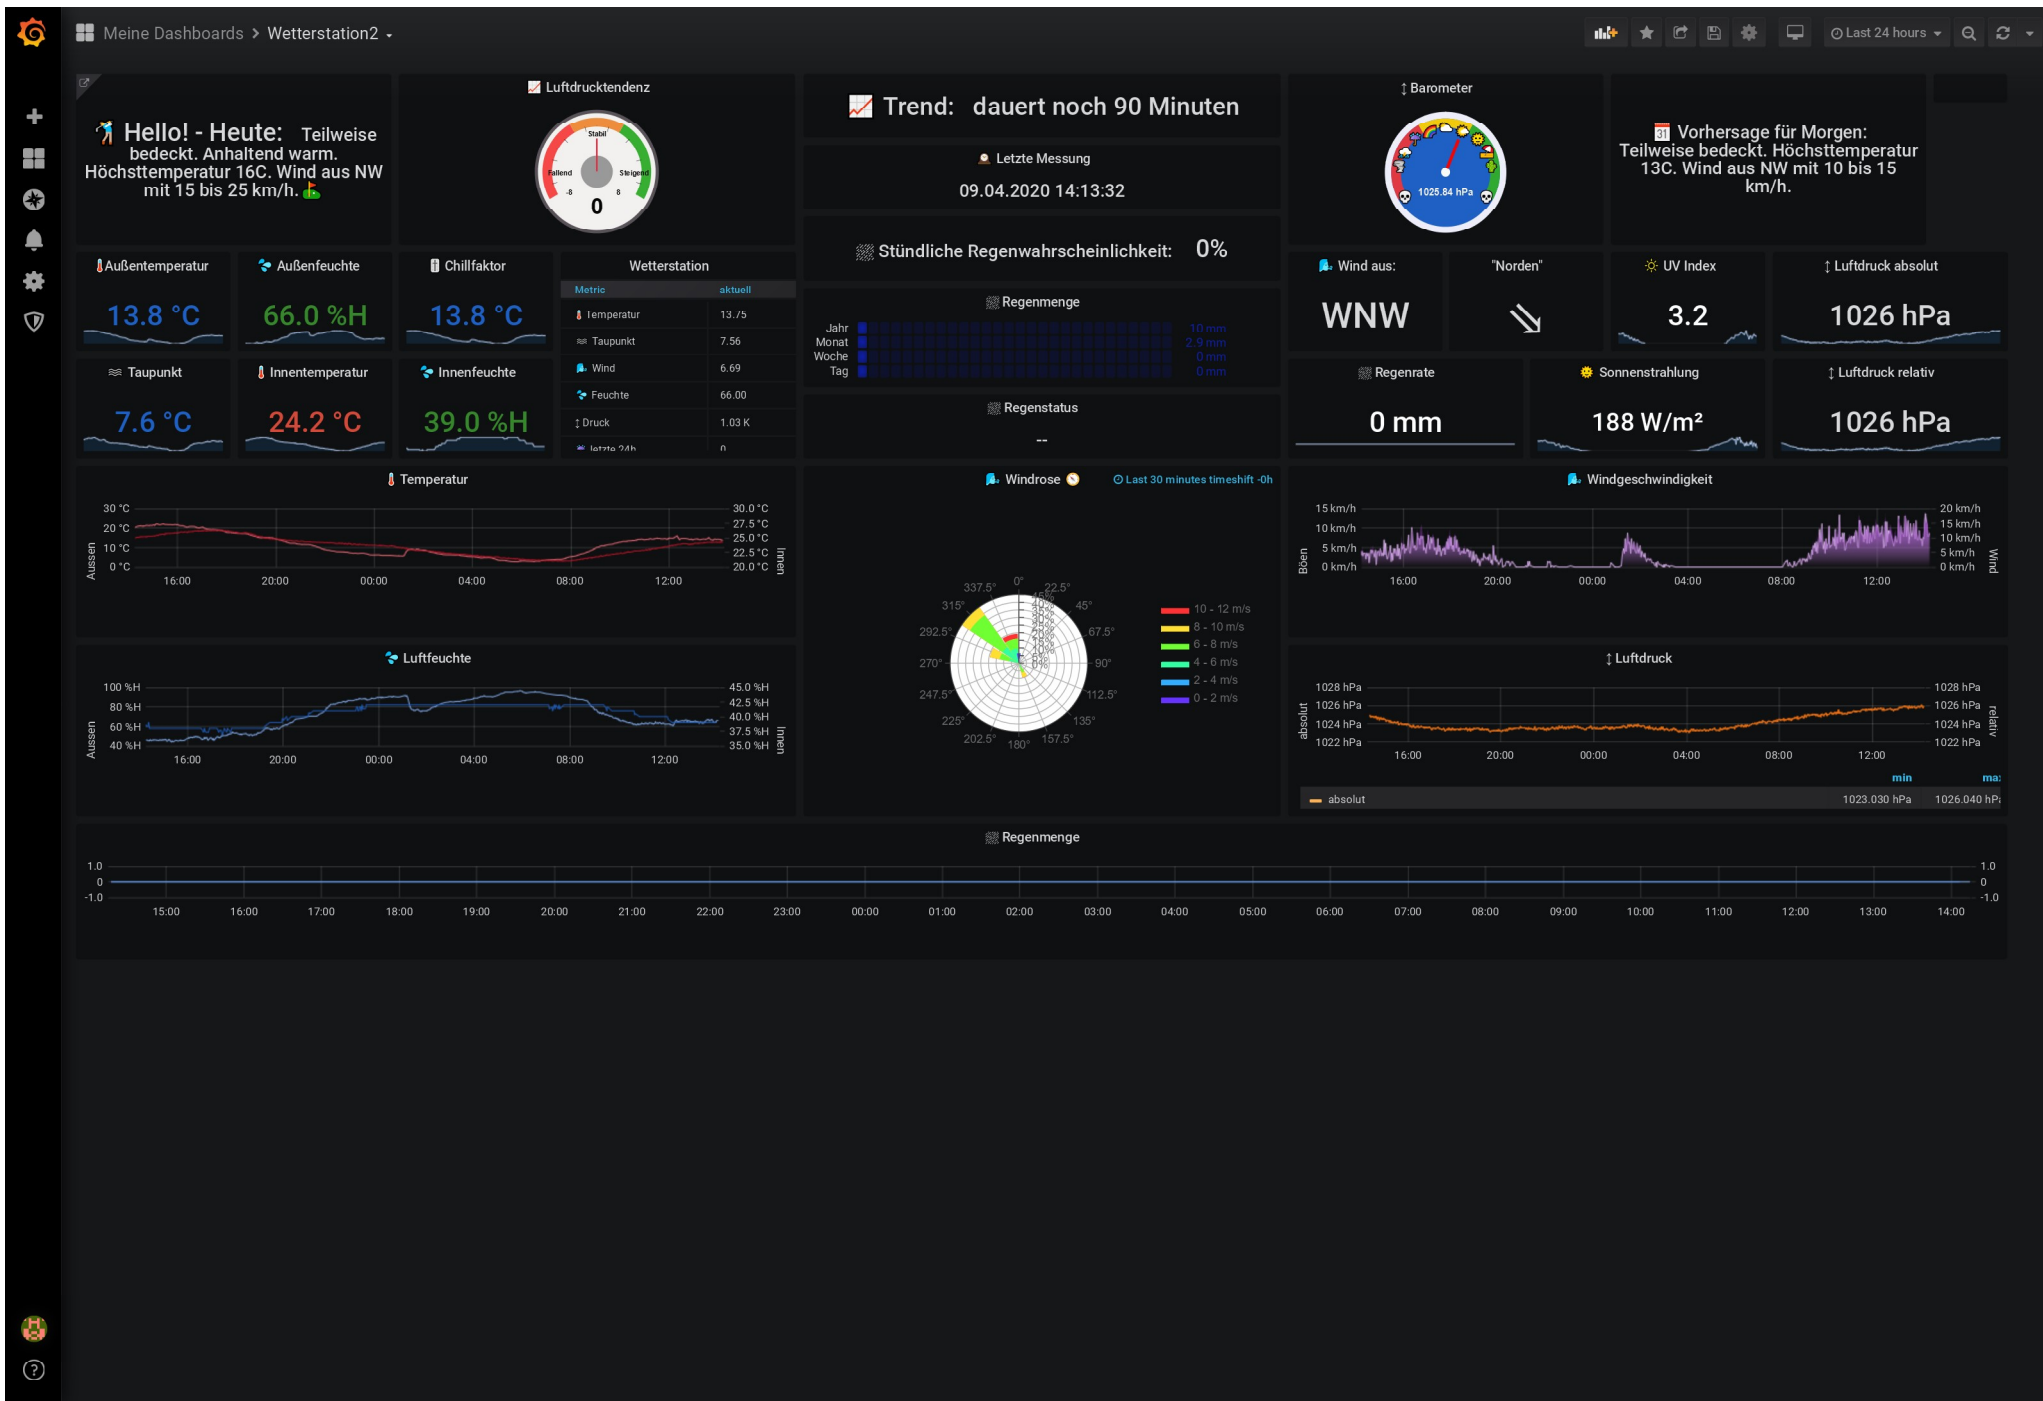 Meine Dashboards > Wetterstation2
Last 24 hours
Hello! - Heute: Teilweise
bedeckt. Anhaltend warm.
Höchsttemperatur 16C. Wind aus NW
mit 15 bis 25 km/h.
Luftdrucktendenz
Stabil
Fallend
Steigend
-8
8
0
Trend: dauert noch 90 Minuten
Letzte Messung
09.04.2020 14:13:32
Stündliche Regenwahrscheinlichkeit: 0%
Barometer
1025.84 hPa
31 Vorhersage für Morgen:
Teilweise bedeckt. Höchsttemperatur
13C. Wind aus NW mit 10 bis 15
km/h.
Außentemperatur
13.8 °C
Außenfeuchte
66.0 %H
Chillfaktor
13.8 °C
Taupunkt
7.6 °C
Innentemperatur
24.2 °C
Innenfeuchte
39.0 %H
Wetterstation
Metric aktuell
Temperatur 13.75
Taupunkt 7.56
Wind 6.69
Feuchte 66.00
Druck 1.03 K
letzte 24h 0
Regenmenge
Jahr 10 mm
Monat 2.9 mm
Woche 0 mm
Tag 0 mm
Regenstatus
--
Wind aus:
WNW
"Norden"
UV Index
3.2
Luftdruck absolut
1026 hPa
Regenrate
0 mm
Sonnenstrahlung
188 W/m²
Luftdruck relativ
1026 hPa
Temperatur
Aussen
30 °C
20 °C
10 °C
0 °C
30.0 °C
27.5 °C
25.0 °C
22.5 °C
20.0 °C
Innen
16:00 20:00 00:00 04:00 08:00 12:00
Luftfeuchte
Aussen
100 %H
80 %H
60 %H
40 %H
45.0 %H
42.5 %H
40.0 %H
37.5 %H
35.0 %H
Innen
16:00 20:00 00:00 04:00 08:00 12:00
Windrose
Last 30 minutes timeshift -0h
0°
22.5°
45°
67.5°
90°
112.5°
135°
157.5°
180°
202.5°
225°
247.5°
270°
292.5°
315°
337.5°
45%
40%
35%
30%
25%
20%
15%
10%
5%
0%
10 - 12 m/s
8 - 10 m/s
6 - 8 m/s
4 - 6 m/s
2 - 4 m/s
0 - 2 m/s
Windgeschwindigkeit
Böen
15 km/h
10 km/h
5 km/h
0 km/h
20 km/h
15 km/h
10 km/h
5 km/h
0 km/h
Wind
16:00 20:00 00:00 04:00 08:00 12:00
Luftdruck
absolut
1028 hPa
1026 hPa
1024 hPa
1022 hPa
1028 hPa
1026 hPa
1024 hPa
1022 hPa
relativ
16:00 20:00 00:00 04:00 08:00 12:00
min
absolut 1023.030 hPa 1026.040
Regenmenge
1.0
0
-1.0
1.0
0
-1.0
15:00 16:00 17:00 18:00 19:00 20:00 21:00 22:00 23:00 00:00 01:00 02:00 03:00 04:00 05:00 06:00 07:00 08:00 09:00 10:00 11:00 12:00 13:00 14:00